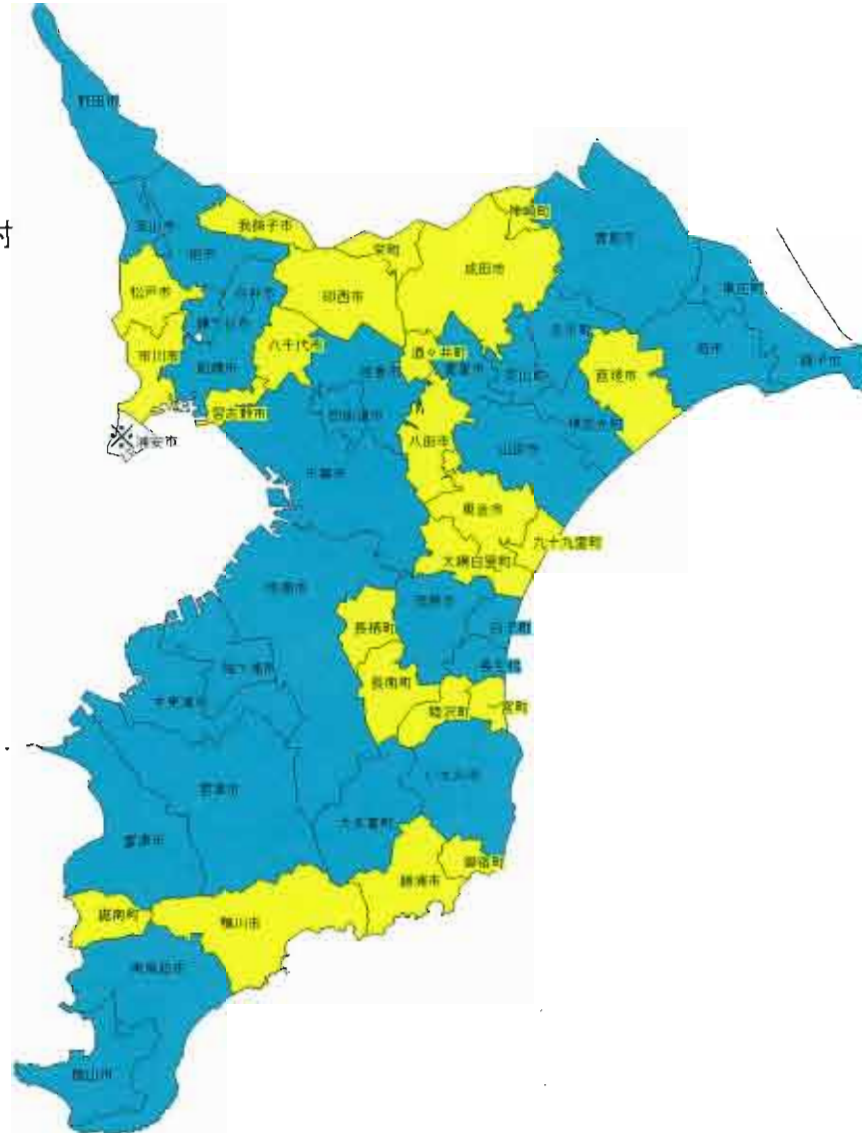 野田市
村
流山市
我孫子市
栄町
神崎町
香取市
柏市
松戸市
白井市
印西市
成田市
東庄町
鎌ケ谷市
多古町
旭市
銚子市
市川市
船橋市
八千代市
佐倉市
酒々井町
富里市
芝山町
匝瑳市
習志野市
四街道市
横芝光町
※
浦安市
八街市
山武市
千葉市
東金市
九十九里町
大網白里町
市原市
茂原市
長柄町
白子町
袖ケ浦市
長南町
長生村
木更津市
睦沢町
一宮町
君津市
いすみ市
大多喜町
富津市
御宿町
勝浦市
鋸南町
鴨川市
南房総市
館山市